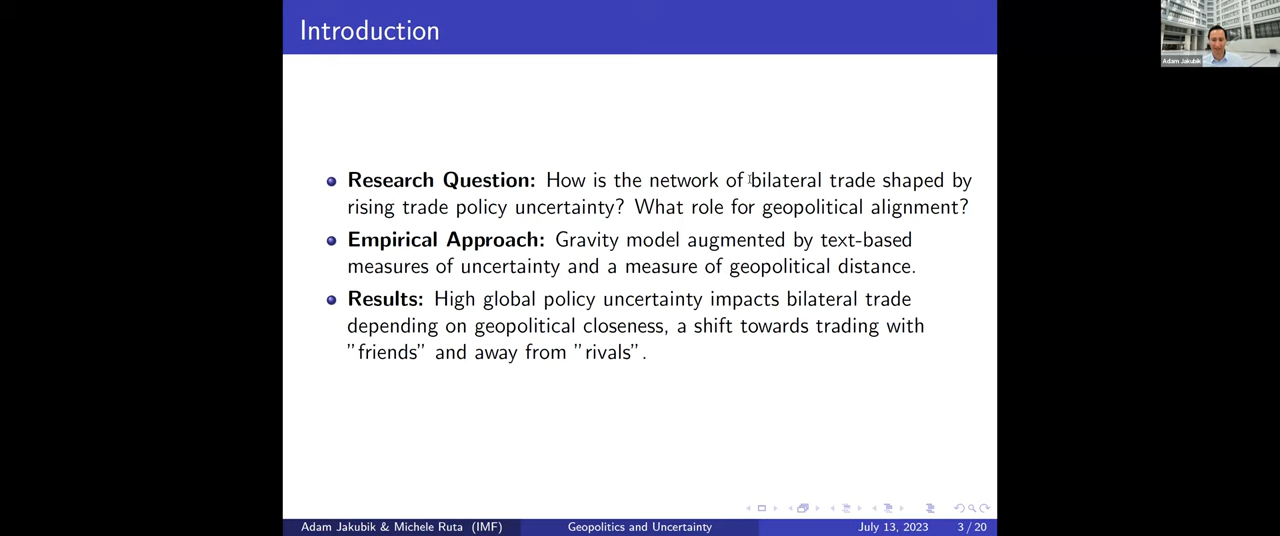 Introduction
Adam Jakubik
Research Question: How is the network of bilateral trade shaped by
rising trade policy uncertainty? What role for geopolitical alignment?
Empirical Approach: Gravity model augmented by text-based
measures of uncertainty and a measure of geopolitical distance.
Results: High global policy uncertainty impacts bilateral trade
depending on geopolitical closeness, a shift towards trading with
"friends" and away from "rivals".
Adam Jakubik & Michele Ruta (IMF) Geopolitics and Uncertainty July 13, 2023 3 / 20